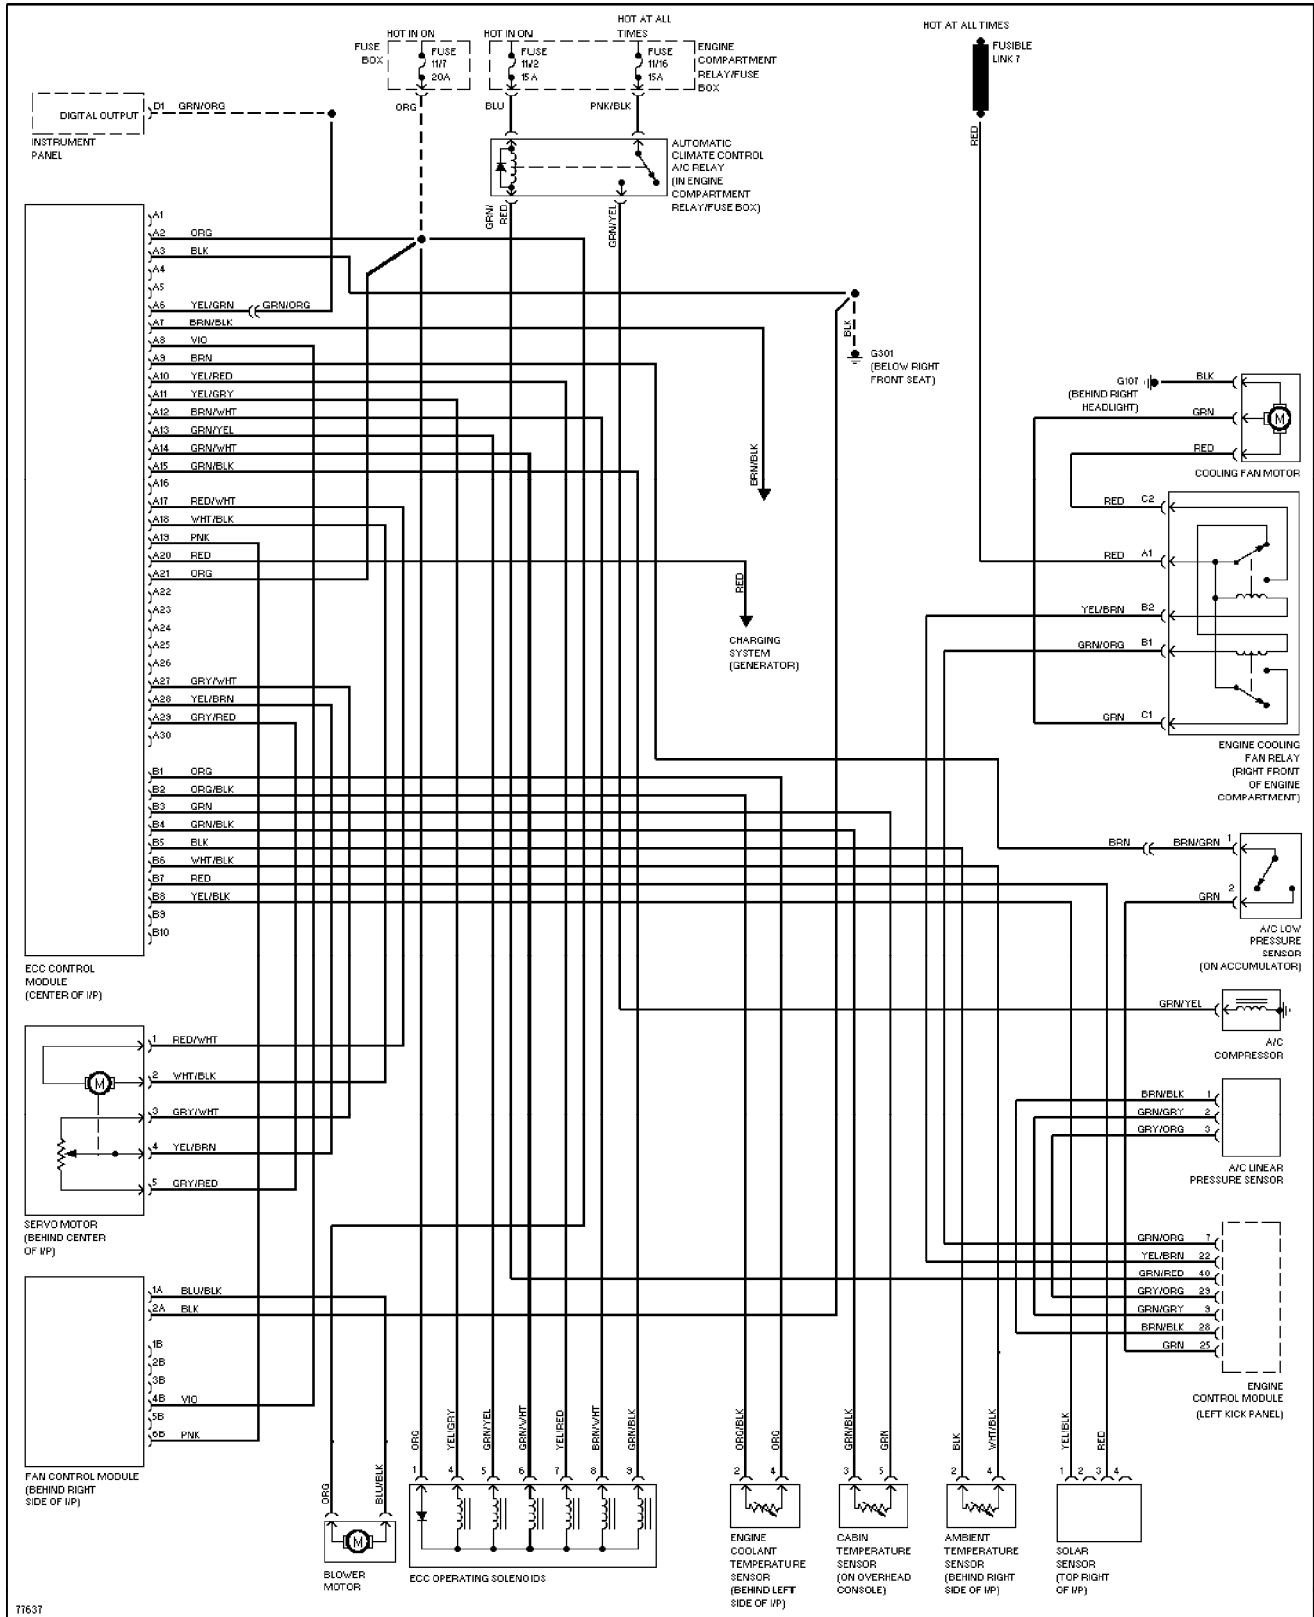 HOT IN ON
HOT IN ON
HOT AT ALL
TIMES
HOT AT ALL TIMES
FUSE
BOX
FUSE
11/7
20A
FUSE
11/2
15A
FUSE
11/16
15A
ENGINE
COMPARTMENT
RELAY/FUSE
BOX
FUSIBLE
LINK 7
DIGITAL OUTPUT
D1 GRN/ORG
INSTRUMENT
PANEL
ORG
BLU
PNK/BLK
RED
AUTOMATIC
CLIMATE CONTROL
A/C RELAY
(IN ENGINE
COMPARTMENT
RELAY/FUSE BOX)
GRN/
RED
GRN/YEL
A1
A2 ORG
A3 BLK
A4
A5
A6 YEL/GRN GRN/ORG
A7 BRN/BLK
A8 VIO
A9 BRN
A10 YEL/RED
A11 YEL/GRY
A12 BRN/WHT
A13 GRN/YEL
A14 GRN/WHT
A15 GRN/BLK
A16
A17 RED/WHT
A18 WHT/BLK
A19 PNK
A20 RED
A21 ORG
A22
A23
A24
A25
A26
A27 GRY/WHT
A28 YEL/BRN
A29 GRY/RED
A30
B1 ORG
B2 ORG/BLK
B3 GRN
B4 GRN/BLK
B5 BLK
B6 WHT/BLK
B7 RED
B8 YEL/BLK
B9
B10
ECC CONTROL
MODULE
(CENTER OF I/P)
BLK
G301
(BELOW RIGHT
FRONT SEAT)
BRN/BLK
RED
CHARGING
SYSTEM
(GENERATOR)
G107
(BEHIND RIGHT
HEADLIGHT)
BLK
GRN
RED
COOLING FAN MOTOR
RED C2
RED A1
YEL/BRN B2
GRN/ORG B1
GRN C1
ENGINE COOLING
FAN RELAY
(RIGHT FRONT
OF ENGINE
COMPARTMENT)
BRN BRN/GRN 1
GRN 2
A/C LOW
PRESSURE
SENSOR
(ON ACCUMULATOR)
GRN/YEL
A/C
COMPRESSOR
BRN/BLK 1
GRN/GRY 2
GRY/ORG 3
A/C LINEAR
PRESSURE SENSOR
GRN/ORG 7
YEL/BRN 22
GRN/RED 40
GRY/ORG 29
GRN/GRY 9
BRN/BLK 28
GRN 25
ENGINE
CONTROL MODULE
(LEFT KICK PANEL)
1 RED/WHT
M
2 WHT/BLK
3 GRY/WHT
4 YEL/BRN
5 GRY/RED
SERVO MOTOR
(BEHIND CENTER
OF I/P)
1A BLU/BLK
2A BLK
1B
2B
3B
4B VIO
5B
6B PNK
FAN CONTROL MODULE
(BEHIND RIGHT
SIDE OF I/P)
ORG
BLU/BLK
M
BLOWER
MOTOR
ORG
YEL/GRY
GRN/YEL
GRN/WHT
YEL/RED
BRN/WHT
GRN/BLK
1 4 5 6 7 8 9
ECC OPERATING SOLENOIDS
ORG/BLK
ORG
2 4
ENGINE
COOLANT
TEMPERATURE
SENSOR
(BEHIND LEFT
SIDE OF I/P)
GRN/BLK
GRN
3 5
CABIN
TEMPERATURE
SENSOR
(ON OVERHEAD
CONSOLE)
BLK
WHT/BLK
2 4
AMBIENT
TEMPERATURE
SENSOR
(BEHIND RIGHT
SIDE OF I/P)
YEL/BLK
RED
1 2 3 4
SOLAR
SENSOR
(TOP RIGHT
OF I/P)
M
77637